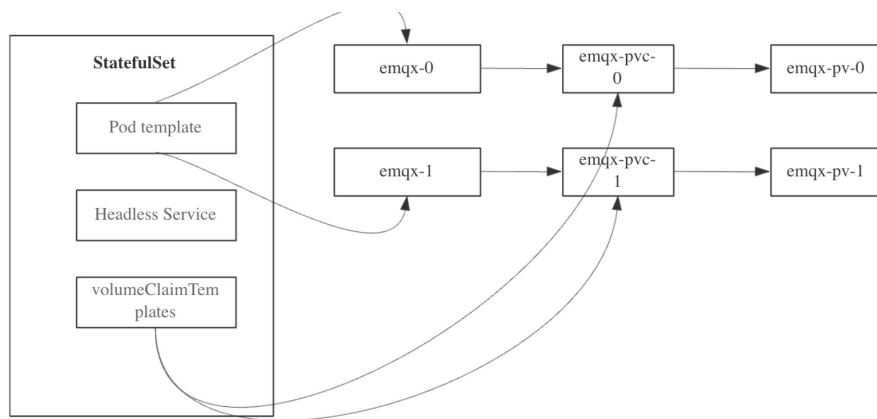 StatefulSet
Pod template
Headless Service
volumeClaimTem
plates
emqx-0
emqx-pvc-
0
emqx-pv-0
emqx-1
emqx-pvc-
1
emqx-pv-1